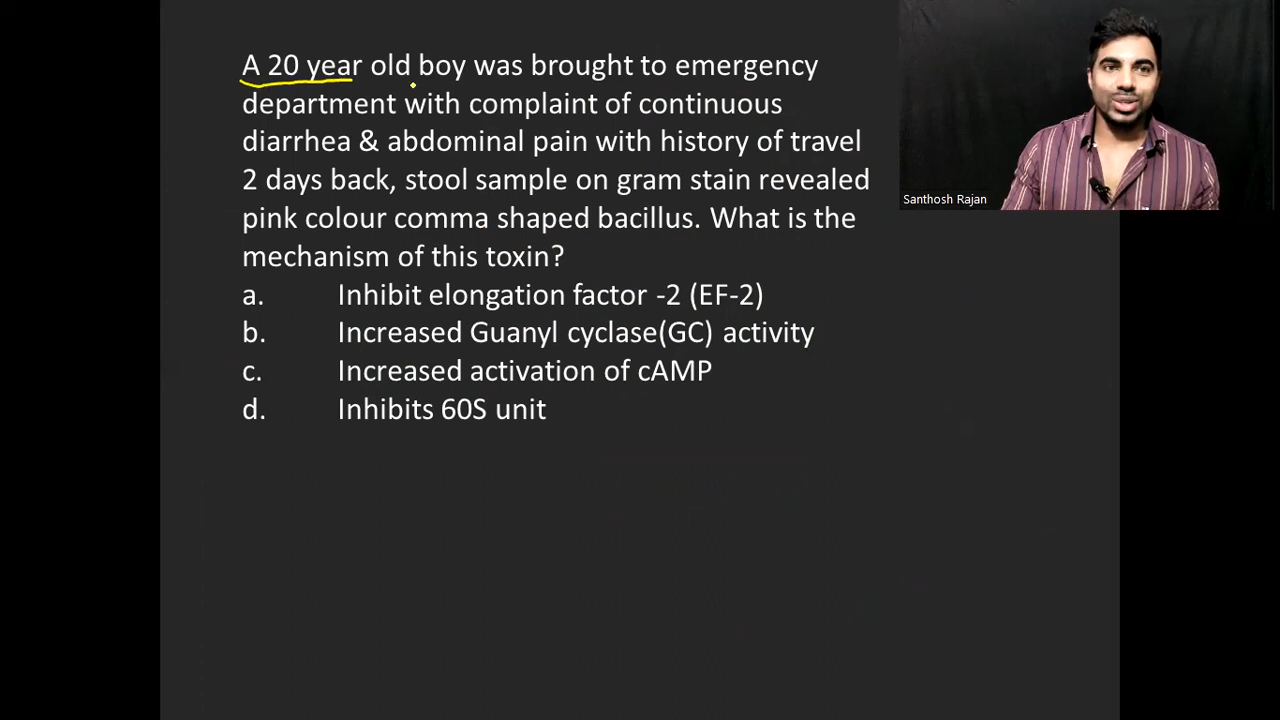 A 20 year old boy was brought to emergency
department with complaint of continuous
diarrhea & abdominal pain with history of travel
2 days back, stool sample on gram stain revealed
pink colour comma shaped bacillus. What is the
mechanism of this toxin?
a. Inhibit elongation factor -2 (EF-2)
b. Increased Guanyl cyclase(GC) activity
c. Increased activation of cAMP
d. Inhibits 60S unit
Santhosh Rajan